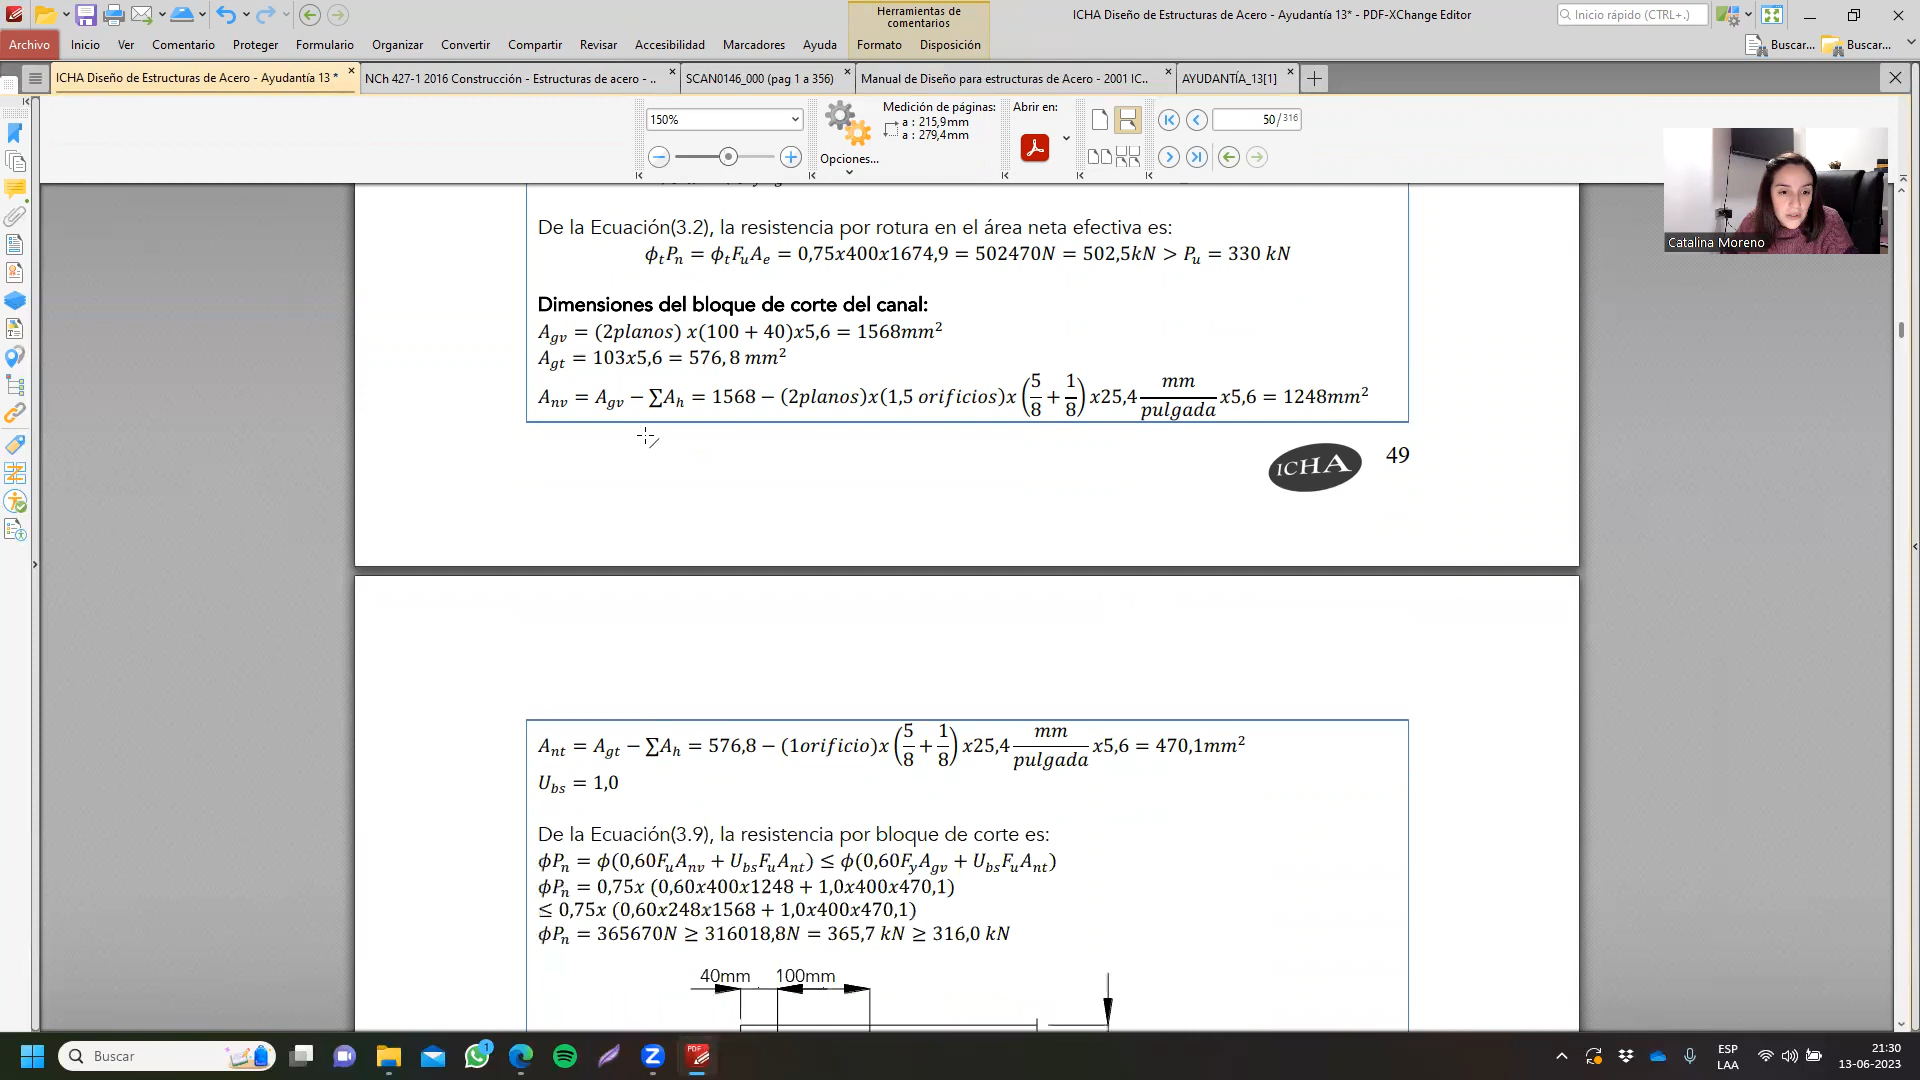 Herramientas de comentarios
ICHA Diseño de Estructuras de Acero - Ayudantía 13* - PDF-XChange Editor
Inicio rápido (CTRL+.)
Archivo Inicio Ver Comentario Proteger Formulario Organizar Convertir Compartir Revisar Accesibilidad Marcadores Ayuda Formato Disposición Buscar... Buscar...
ICHA Diseño de Estructuras de Acero - Ayudantía 13 * NCh 427-1 2016 Construcción - Estructuras de acero - .. SCAN0146_000 (pag 1 a 356) Manual de Diseño para estructuras de Acero - 2001 IC.. AYUDANTÍA_13[1]
150%
Opciones...
Medición de páginas:
a : 215,9mm
a : 279,4mm
Abrir en:
50/316
Catalina Moreno
De la Ecuación(3.2), la resistencia por rotura en el área neta efectiva es:
ϕₜPₙ = ϕₜFᵤAₑ = 0,75x400x1674,9 = 502470N = 502,5kN > Pᵤ = 330 kN
Dimensiones del bloque de corte del canal:
A_gv = (2planos) x(100 + 40)x5,6 = 1568mm²
A_gt = 103x5,6 = 576,8 mm²
A_nv = A_gv − ∑A_h = 1568 − (2planos)x(1,5 orificios)x (5/8 + 1/8) x25,4 mm/pulgada x5,6 = 1248mm²
ICHA 49
A_nt = A_gt − ∑A_h = 576,8 − (1orificio)x (5/8 + 1/8) x25,4 mm/pulgada x5,6 = 470,1mm²
U_bs = 1,0
De la Ecuación(3.9), la resistencia por bloque de corte es:
ϕPₙ = ϕ(0,60FᵤA_nv + U_bsFᵤA_nt) ≤ ϕ(0,60F_yA_gv + U_bsFᵤA_nt)
ϕPₙ = 0,75x (0,60x400x1248 + 1,0x400x470,1)
≤ 0,75x (0,60x248x1568 + 1,0x400x470,1)
ϕPₙ = 365670N ≥ 316018,8N = 365,7 kN ≥ 316,0 kN
40mm 100mm
Buscar
1
PDF
ESP
LAA
21:30
13-06-2023